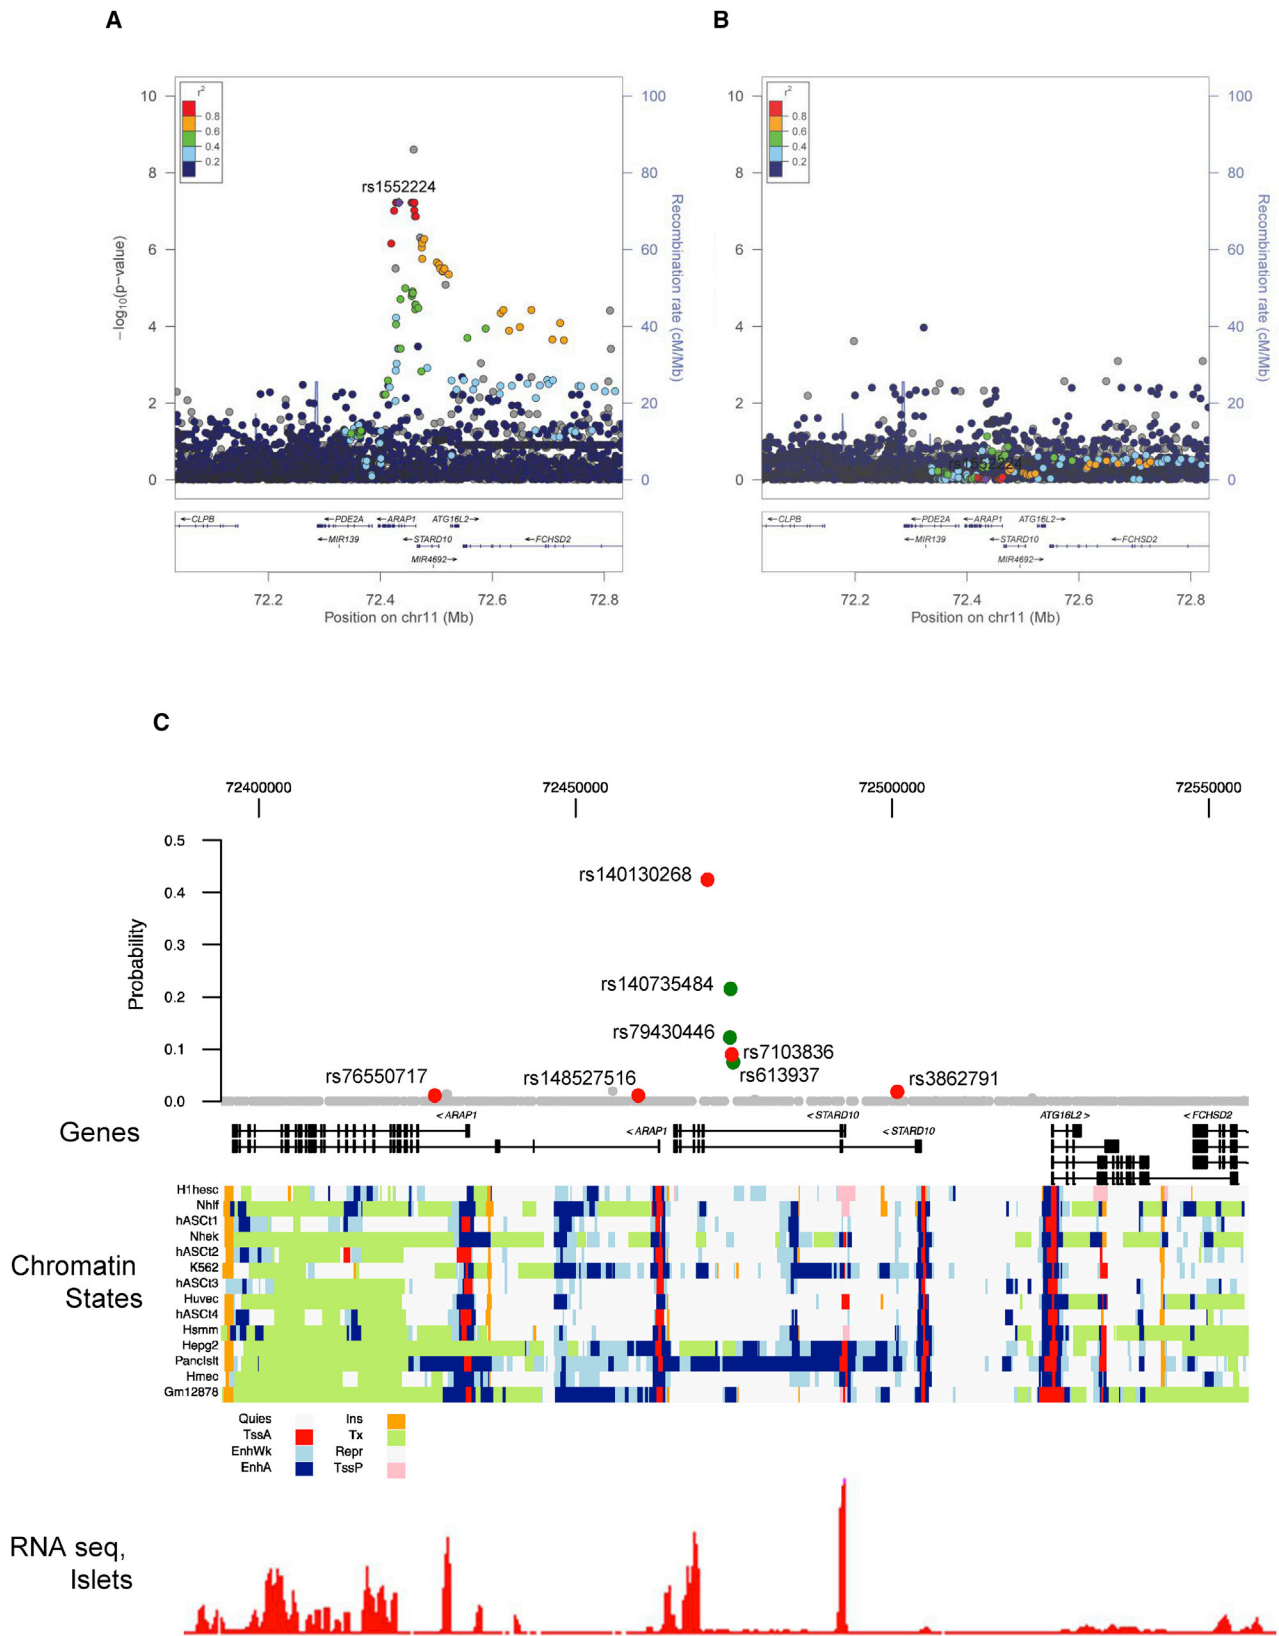 A
B
r2
0.8
0.6
0.4
0.2
10
8
6
4
2
0
−log10(p−value)
rs1552224
100
80
60
40
20
0
Recombination rate (cM/Mb)
←CLPB
←PDE2A
←ARAP1
ATG16L2→
←MIR139
←STARD10
←FCHSD2
MIR4692→
72.2
72.4
72.6
72.8
Position on chr11 (Mb)
r2
0.8
0.6
0.4
0.2
10
8
6
4
2
0
rs1552224
100
80
60
40
20
0
Recombination rate (cM/Mb)
←CLPB
←PDE2A
←ARAP1
ATG16L2→
←MIR139
←STARD10
←FCHSD2
MIR4692→
72.2
72.4
72.6
72.8
Position on chr11 (Mb)
C
72400000
72450000
72500000
72550000
0.5
0.4
0.3
0.2
0.1
0.0
Probability
rs140130268
rs140735484
rs79430446
rs7103836
rs613937
rs76550717
rs148527516
rs3862791
Genes
< ARAP1
< ARAP1
< STARD10
< STARD10
ATG16L2 >
< FCHSD2
Chromatin
States
H1hesc
Nhlf
hASCt1
Nhek
hASCt2
K562
hASCt3
Huvec
hASCt4
Hsmm
Hepg2
PancIslt
Hmec
Gm12878
Quies
Ins
TssA
Tx
EnhWk
Repr
EnhA
TssP
RNA seq,
Islets